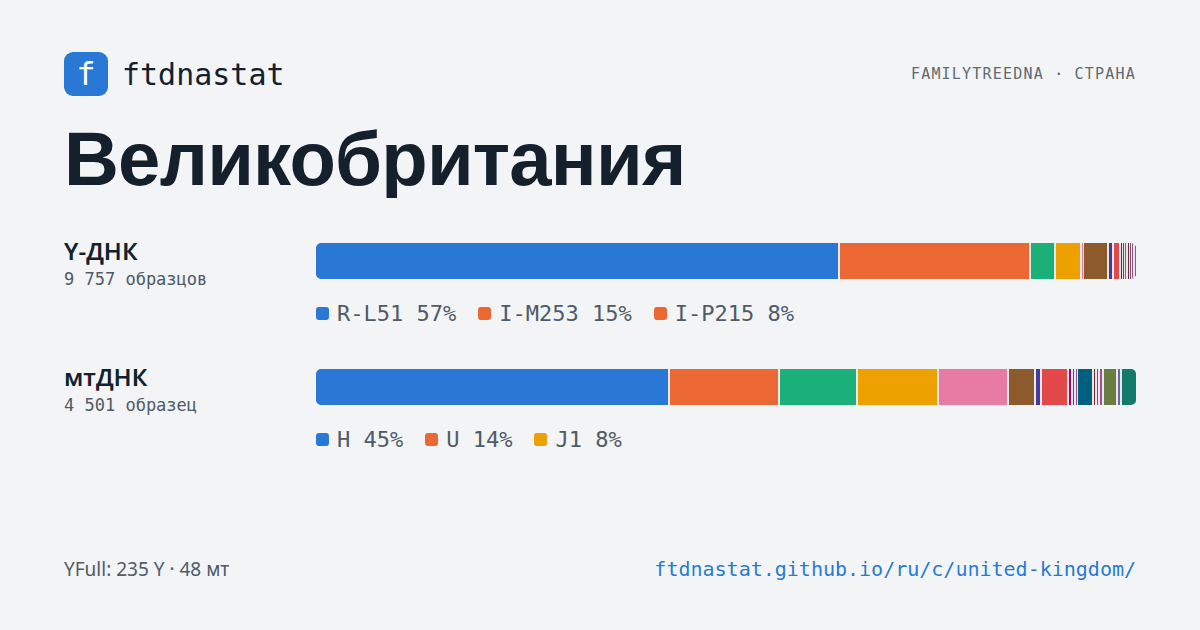 f ftdnastat
FAMILYTREEDNA · СТРАНА
Великобритания
Y-ДНК
9 757 образцов
R-L51 57% I-M253 15% I-P215 8%
мтДНК
4 501 образец
H 45% U 14% J1 8%
YFull: 235 Y · 48 мт
ftdnastat.github.io/ru/c/united-kingdom/